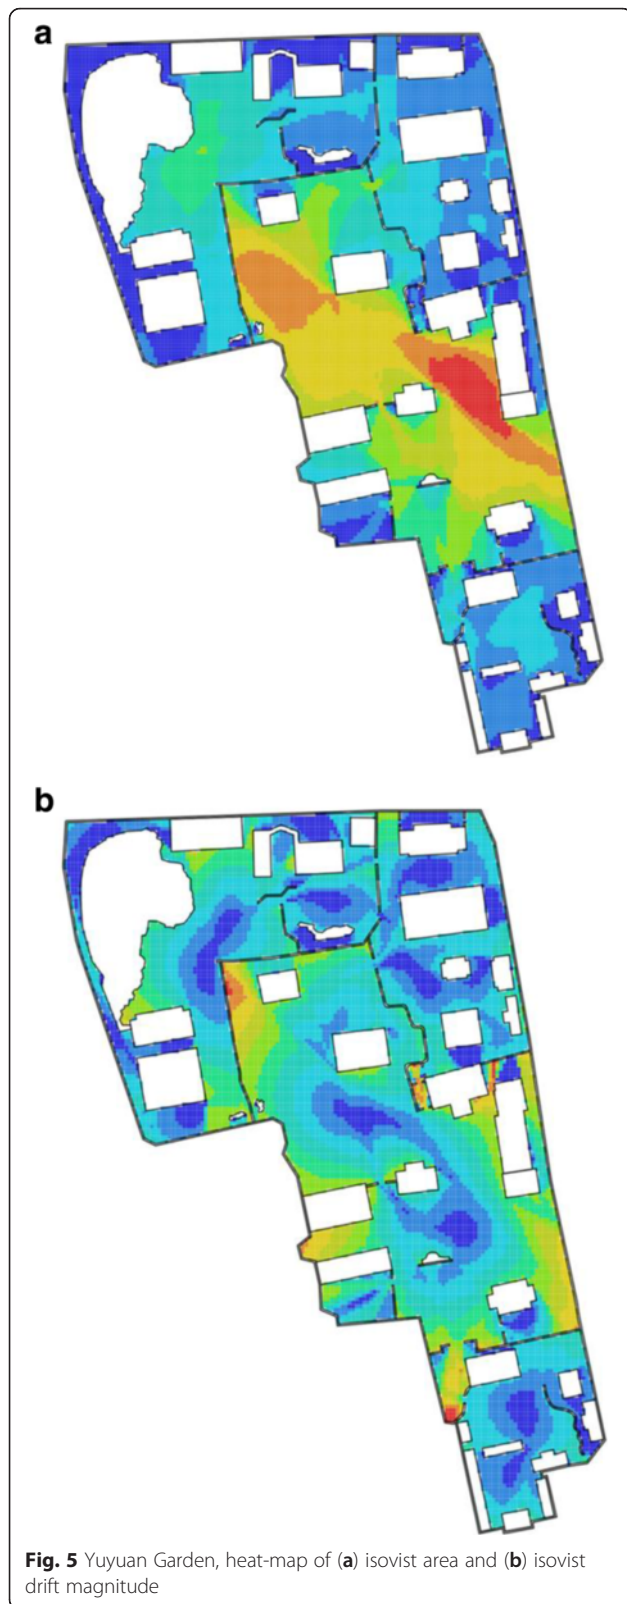 a
b
Fig. 5 Yuyuan Garden, heat-map of (a) isovist area and (b) isovist
drift magnitude